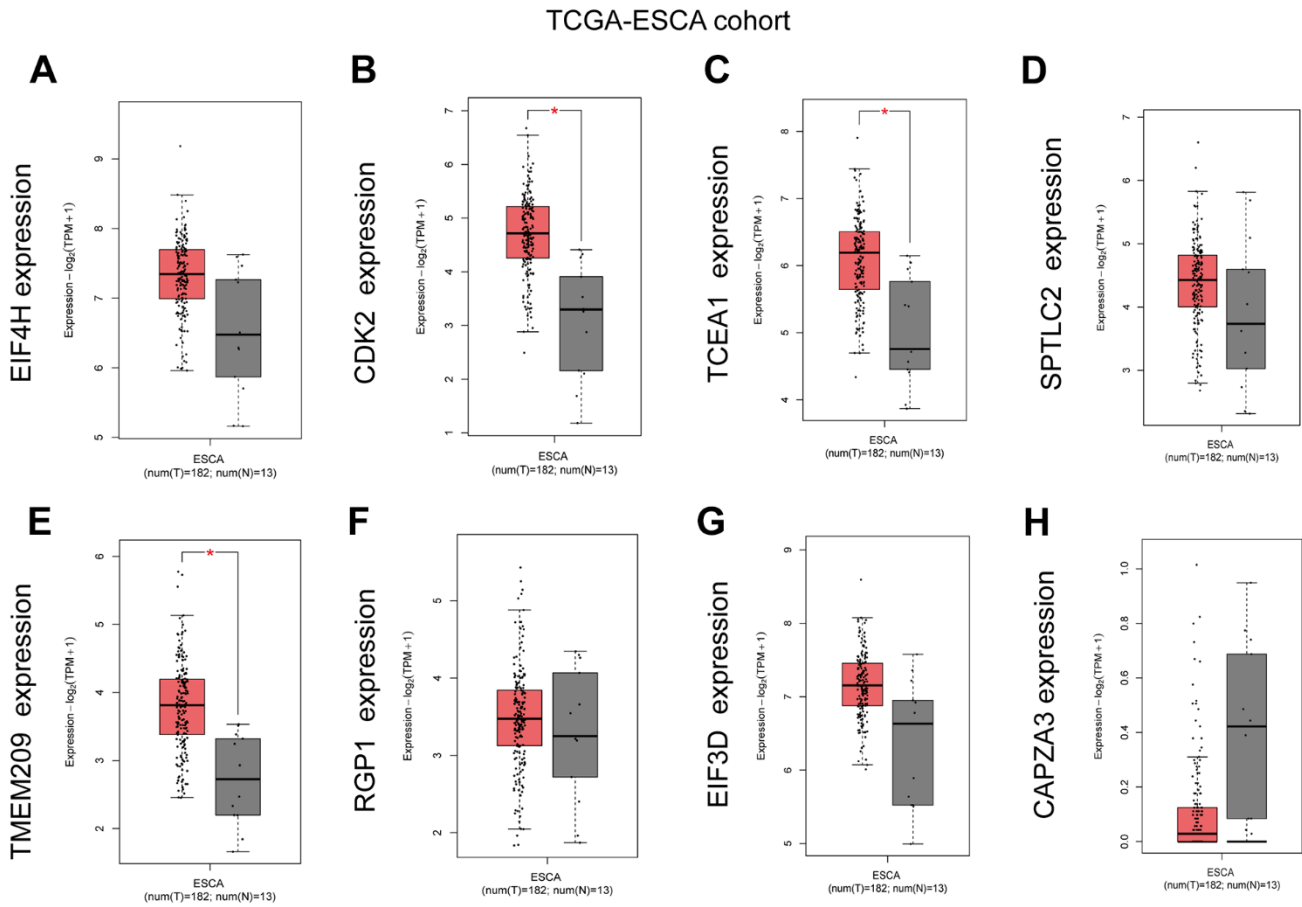 TCGA-ESCA cohort
A
EIF4H expression
Expression – log₂(TPM + 1)
9
8
7
6
5
ESCA
(num(T)=182; num(N)=13)
B
CDK2 expression
Expression – log₂(TPM + 1)
7
6
5
4
3
2
1
*
ESCA
(num(T)=182; num(N)=13)
C
TCEA1 expression
Expression – log₂(TPM + 1)
8
7
6
5
4
*
ESCA
(num(T)=182; num(N)=13)
D
SPTLC2 expression
Expression – log₂(TPM + 1)
7
6
5
4
3
ESCA
(num(T)=182; num(N)=13)
E
TMEM209 expression
Expression – log₂(TPM + 1)
6
5
4
3
2
*
ESCA
(num(T)=182; num(N)=13)
F
RGP1 expression
Expression – log₂(TPM + 1)
5
4
3
2
ESCA
(num(T)=182; num(N)=13)
G
EIF3D expression
Expression – log₂(TPM + 1)
9
8
7
6
5
ESCA
(num(T)=182; num(N)=13)
H
CAPZA3 expression
Expression – log₂(TPM + 1)
1.0
0.8
0.6
0.4
0.2
0.0
ESCA
(num(T)=182; num(N)=13)